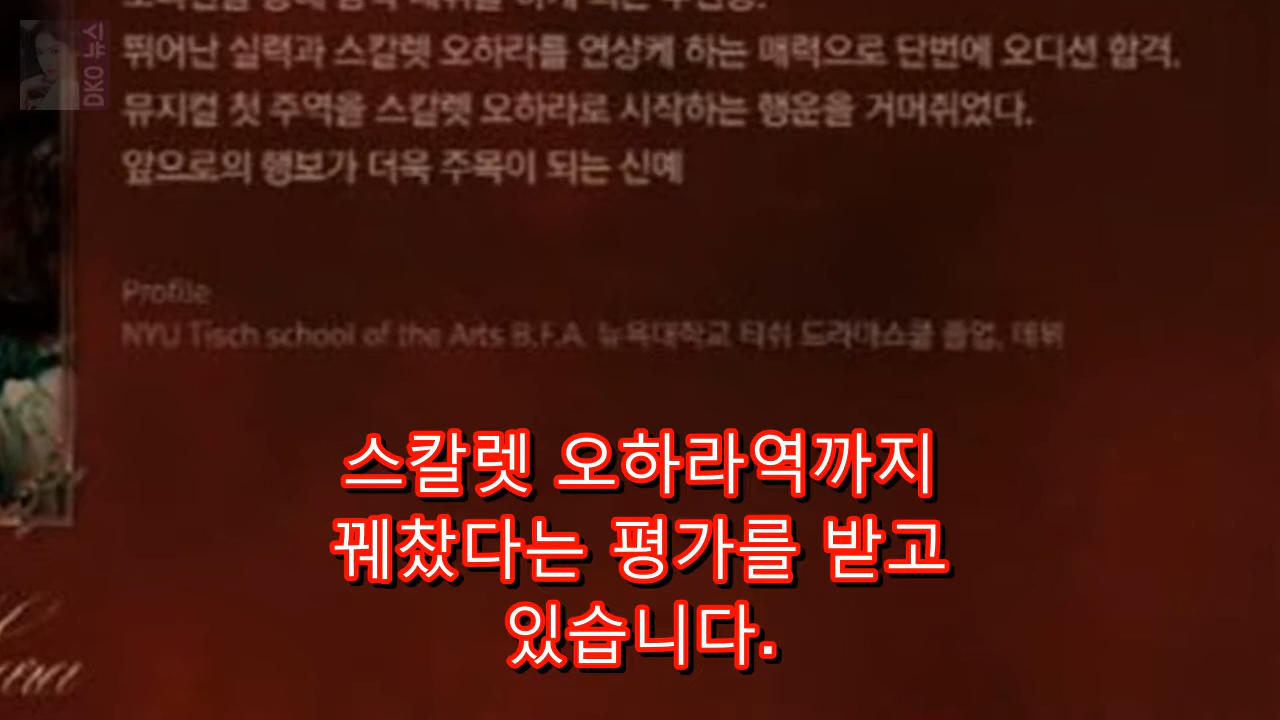 DKO 뉴스
뛰어난 실력과 스칼렛 오하라를 연상케 하는 매력으로 단번에 오디션 합격.
뮤지컬 첫 주역을 스칼렛 오하라로 시작하는 행운을 거머쥐었다.
앞으로의 행보가 더욱 주목이 되는 신예
Profile
NYU Tisch school of the Arts B.F.A. 뉴욕대학교 티쉬 드라마스쿨 졸업, 데뷔
스칼렛 오하라역까지
꿰찼다는 평가를 받고
있습니다.